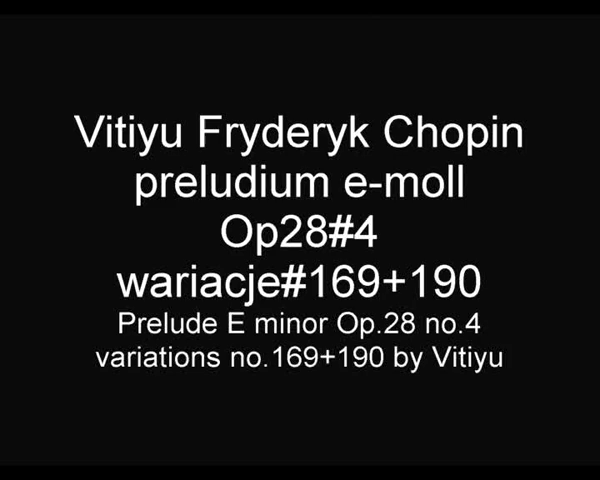 Vitiyu Fryderyk Chopin
preludium e-moll
Op28#4
wariacje#169+190
Prelude E minor Op.28 no.4
variations no.169+190 by Vitiyu